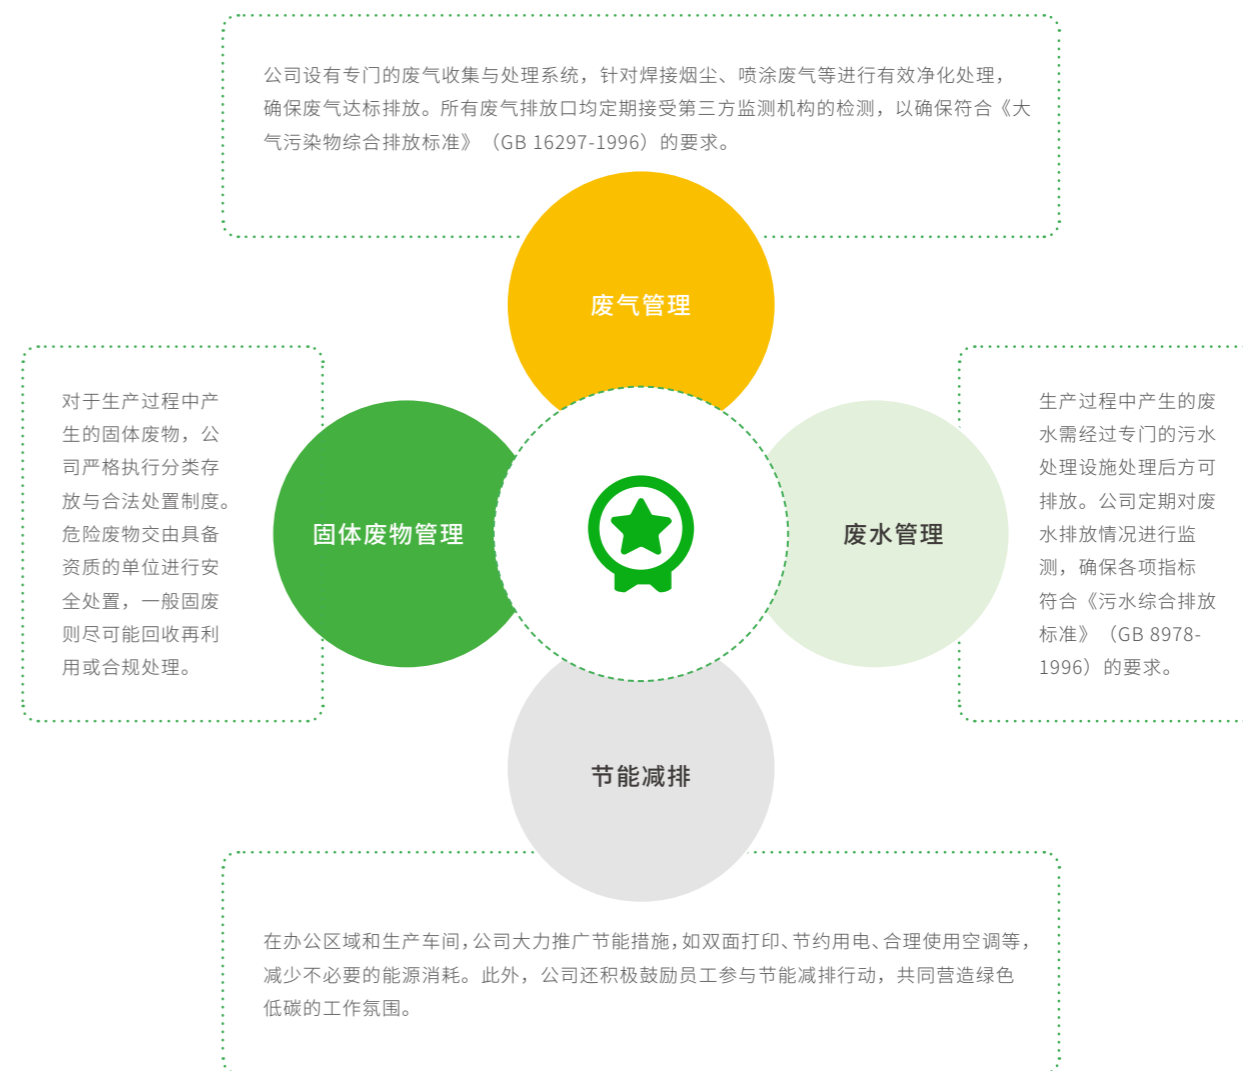 公司设有专门的废气收集与处理系统，针对焊接烟尘、喷涂废气等进行有效净化处理，
确保废气达标排放。所有废气排放口均定期接受第三方监测机构的检测，以确保符合《大
气污染物综合排放标准》（GB 16297-1996）的要求。
废气管理
对于生产过程中产
生的固体废物，公
司严格执行分类存
放与合法处置制度。
危险废物交由具备
资质的单位进行安
全处置，一般固废
则尽可能回收再利
用或合规处理。
固体废物管理
废水管理
生产过程中产生的废
水需经过专门的污水
处理设施处理后方可
排放。公司定期对废
水排放情况进行监
测，确保各项指标
符合《污水综合排放
标准》（GB 8978-
1996）的要求。
节能减排
在办公区域和生产车间，公司大力推广节能措施，如双面打印、节约用电、合理使用空调等，
减少不必要的能源消耗。此外，公司还积极鼓励员工参与节能减排行动，共同营造绿色
低碳的工作氛围。